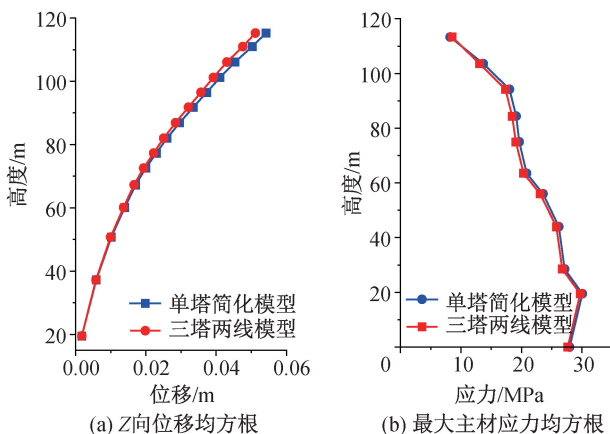 120
100
80
60
40
20
高度/m
单塔简化模型
三塔两线模型
0.00 0.02 0.04 0.06
位移/m
(a) Z向位移均方根
120
100
80
60
40
20
0 10 20 30
高度/m
单塔简化模型
三塔两线模型
应力/MPa
(b) 最大主材应力均方根